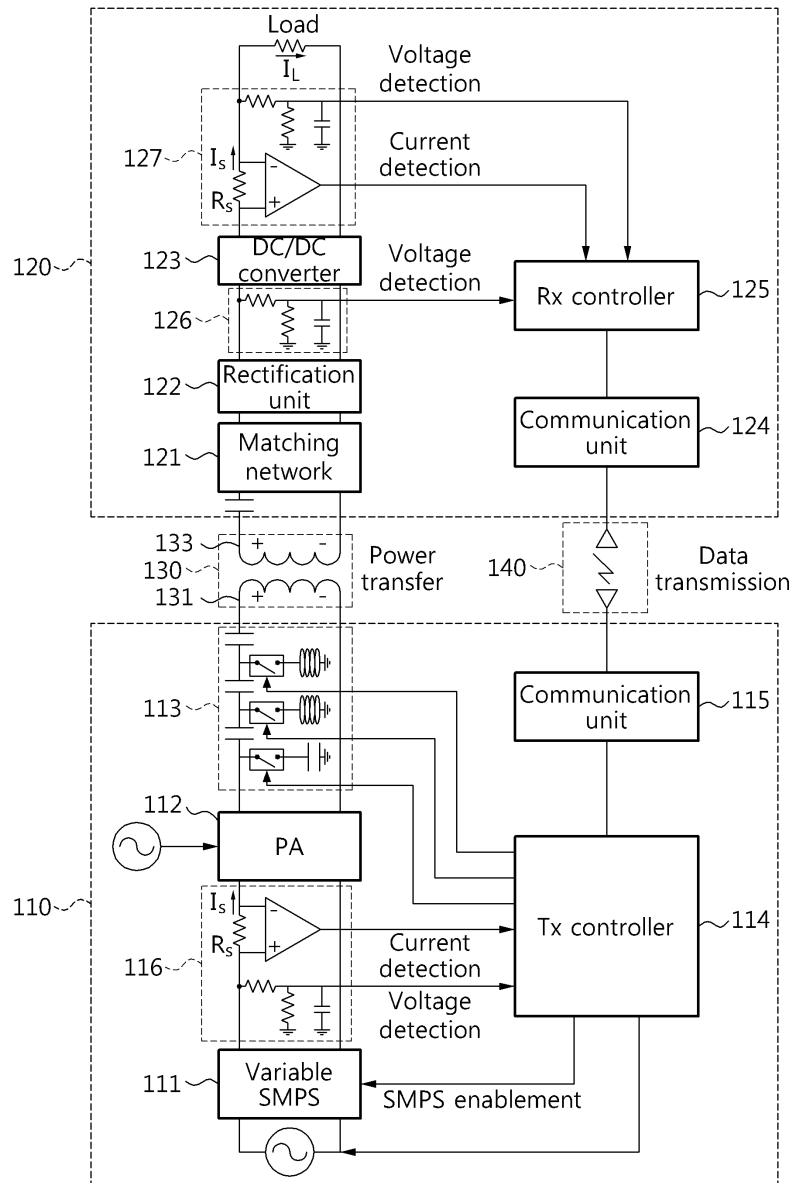 Load
I_L
Voltage
detection
127
I_S
-
Current
detection
R_S
+
120
123
DC/DC
converter
Voltage
detection
Rx controller
125
126
122
Rectification
unit
121
Matching
network
Communication
unit
124
133
+ -
130
Power
transfer
131
+ -
140
Data
transmission
113
Communication
unit
115
112
PA
110
I_S
-
R_S
+
Tx controller
114
Current
detection
116
Voltage
detection
111
Variable
SMPS
SMPS enablement